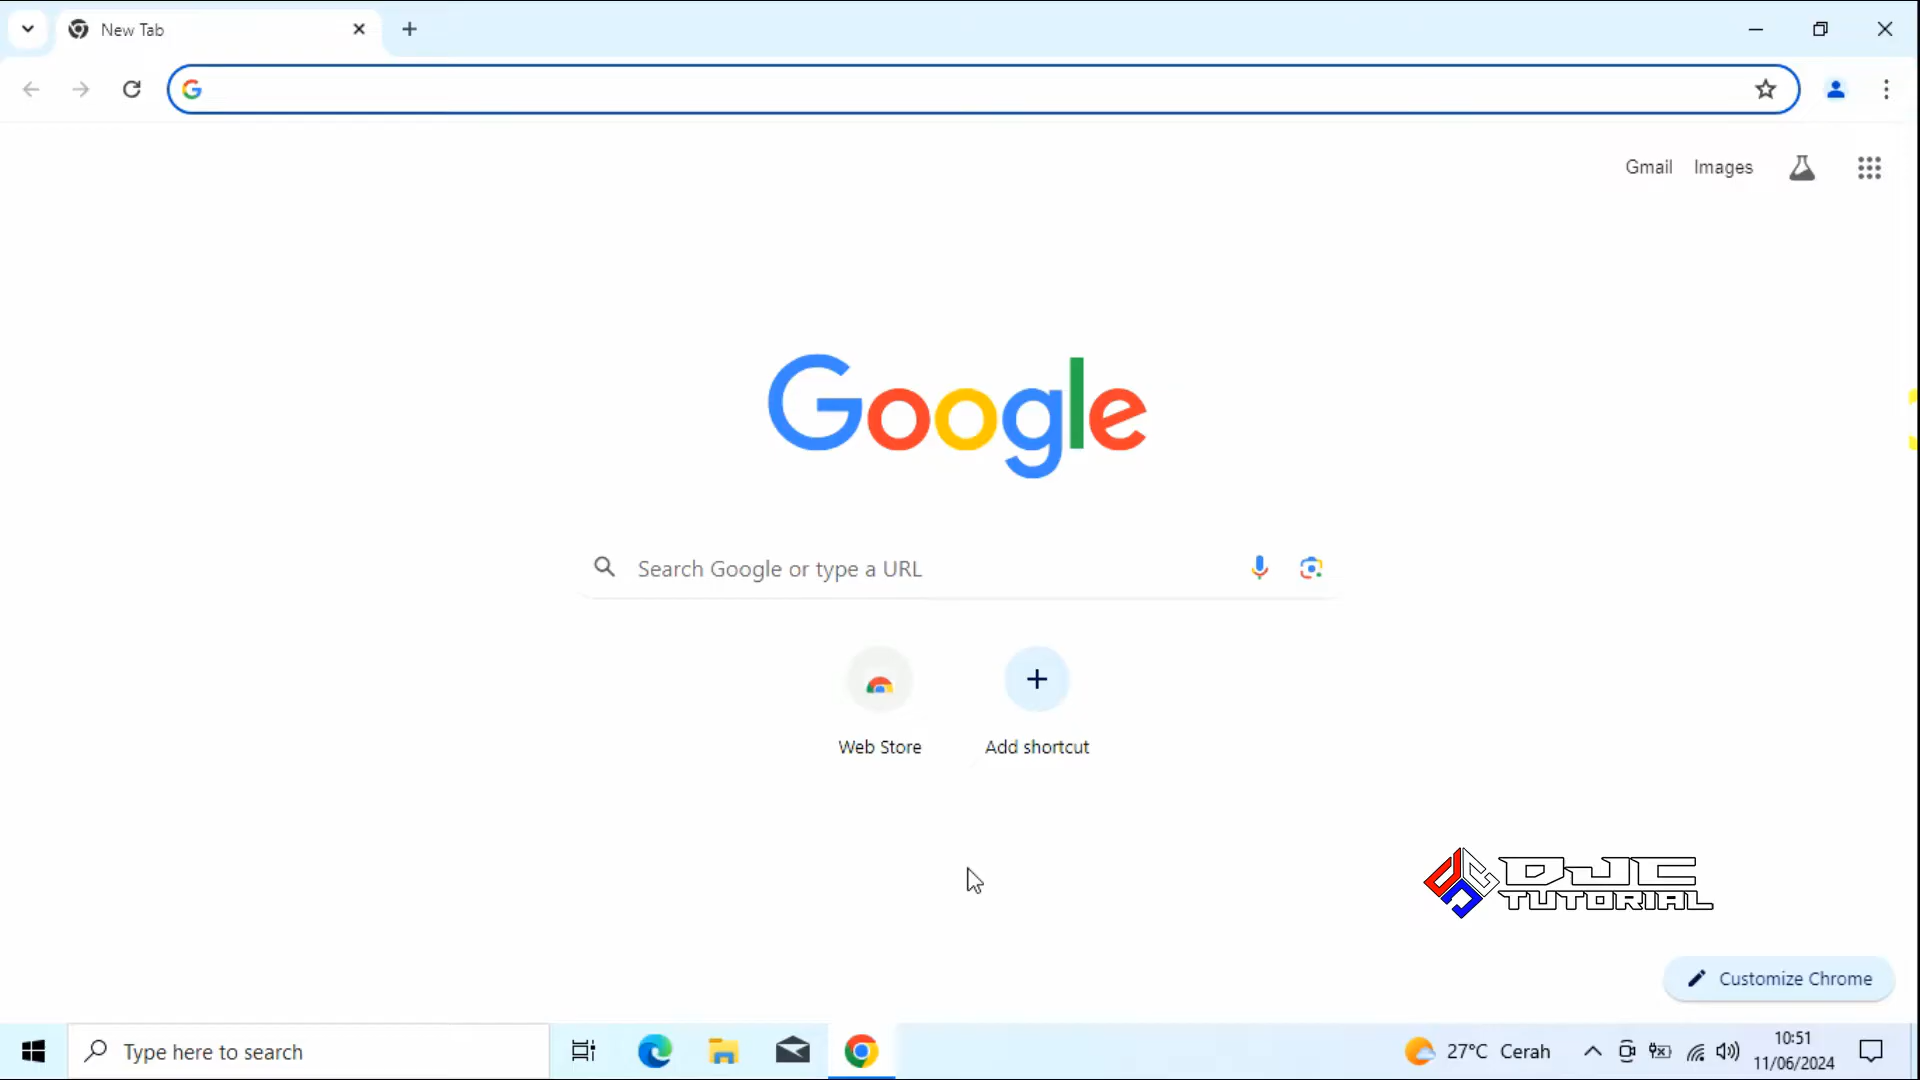 New Tab
Gmail Images
Google
Search Google or type a URL
Web Store
Add shortcut
DJC
TUTORIAL
Customize Chrome
Type here to search
27°C Cerah
10:51
11/06/2024